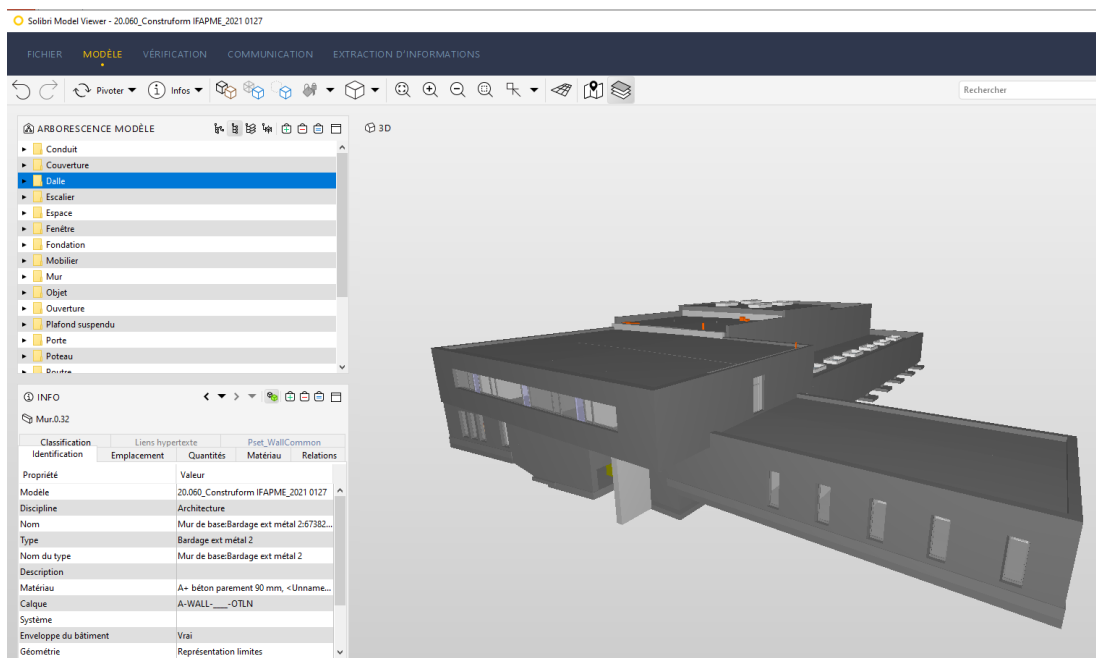 Solibri Model Viewer - 20.060_Construform IFAPME_2021 0127
FICHIER MODÈLE VÉRIFICATION COMMUNICATION EXTRACTION D'INFORMATIONS
Pivoter Infos Rechercher
ARBORESCENCE MODÈLE 3D
Conduit
Couverture
Dalle
Escalier
Espace
Fenêtre
Fondation
Mobilier
Mur
Objet
Ouverture
Plafond suspendu
Porte
Poteau
Poutre
INFO
Mur.0.32
Classification Liens hypertexte Pset_WallCommon
Identification Emplacement Quantités Matériau Relations
Propriété Valeur
Modèle 20.060_Construform IFAPME_2021 0127
Discipline Architecture
Nom Mur de base:Bardage ext métal 2:67382...
Type Bardage ext métal 2
Nom du type Mur de base:Bardage ext métal 2
Description
Matériau A+ béton parement 90 mm, <Unname...
Calque A-WALL-___-OTLN
Système
Enveloppe du bâtiment Vrai
Géométrie Représentation limites